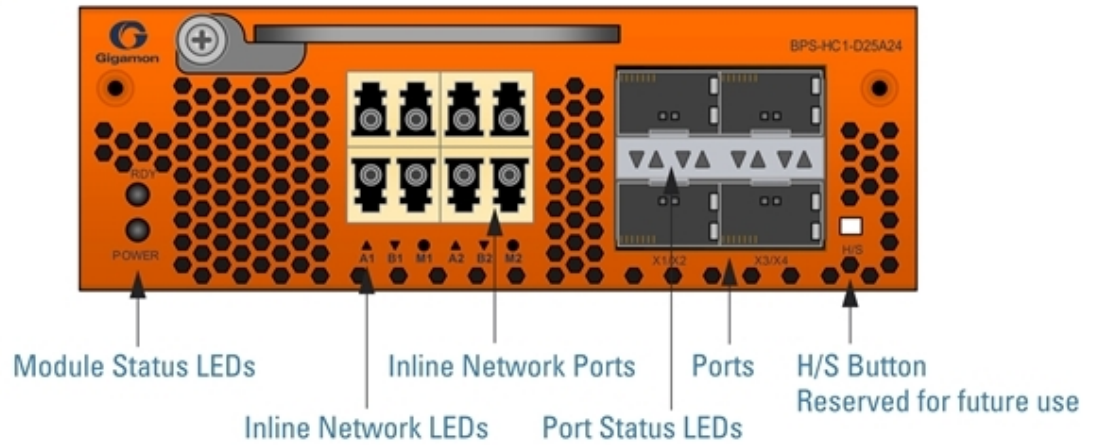 Gigamon
BPS-HC1-D25A24
RDY
POWER
A1 B1 M1 A2 B2 M2
X1/X2 X3/X4
H/S
Module Status LEDs
Inline Network Ports
Ports
H/S Button
Reserved for future use
Inline Network LEDs
Port Status LEDs